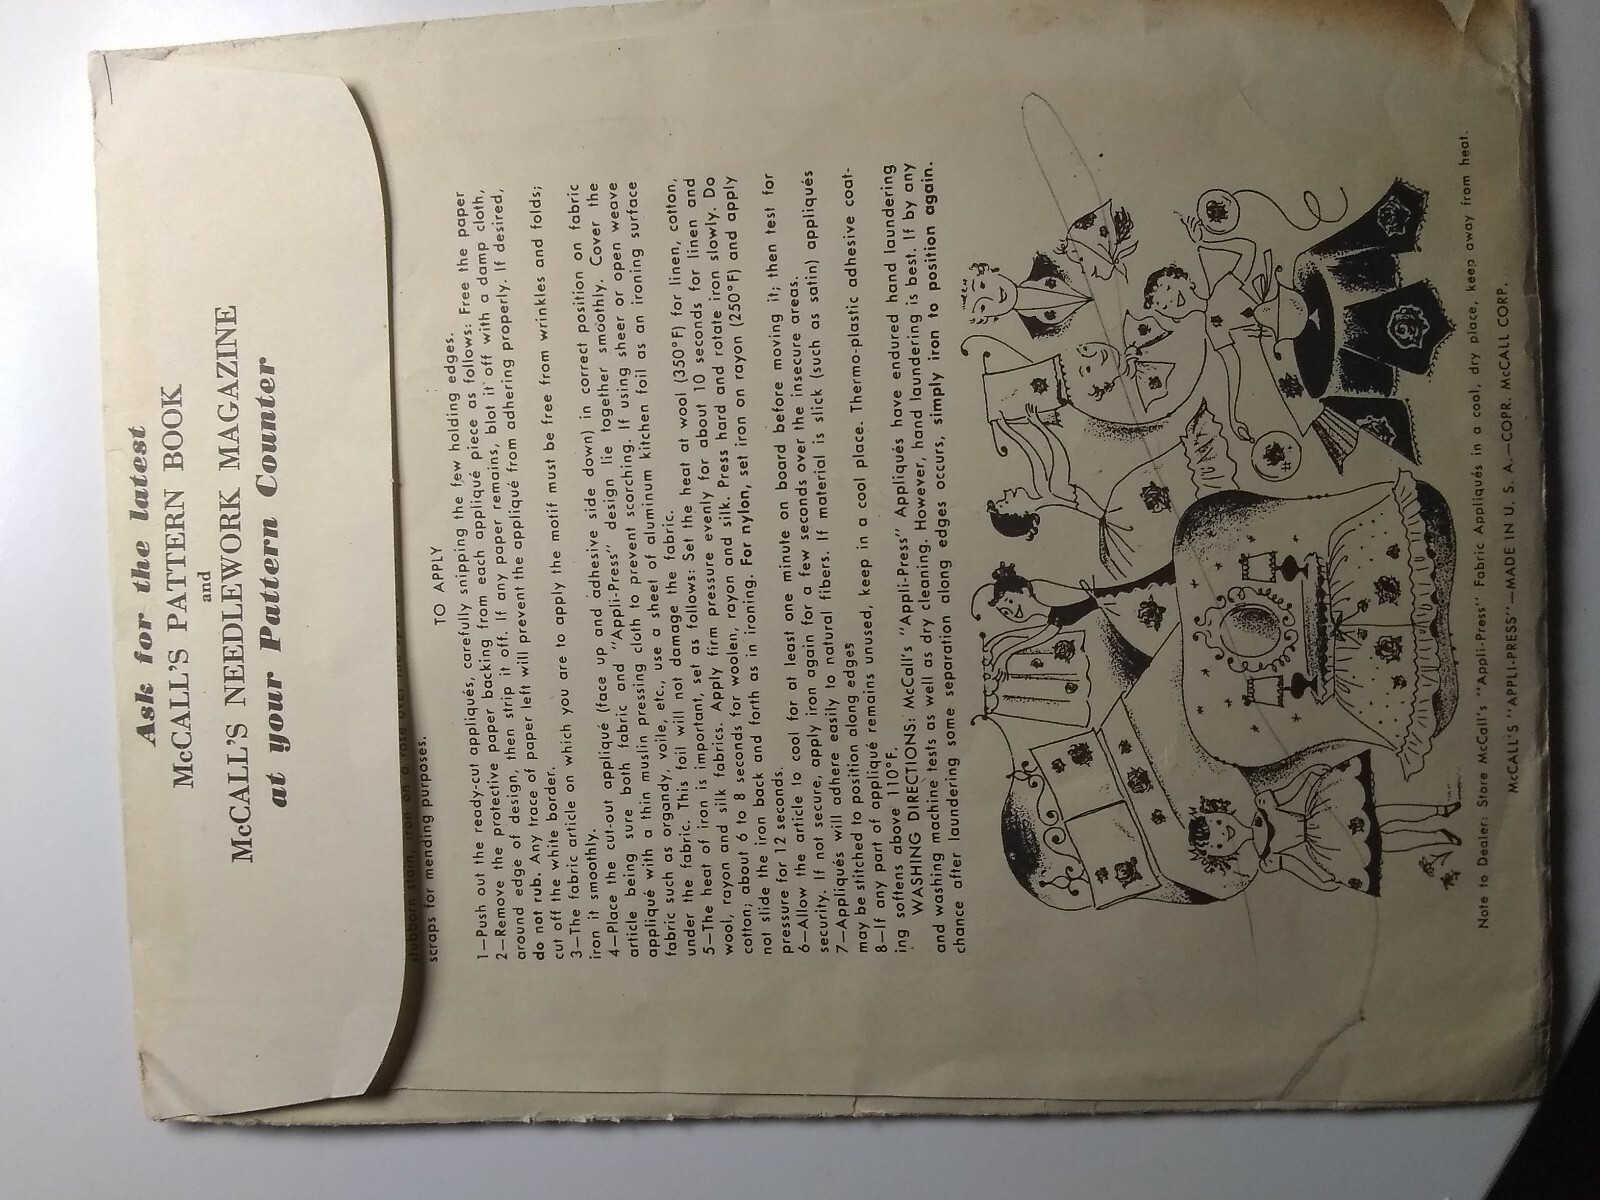 Ask for the latest
McCALL'S PATTERN BOOK
and
McCALL'S NEEDLEWORK MAGAZINE
at your Pattern Counter
stubborn stain, iron on a
scraps for mending purposes.
TO APPLY
1—Push out the ready-cut appliqués, carefully snipping the few holding edges.
2—Remove the protective paper backing from each appliqué piece as follows: Free the paper
around edge of design, then strip it off. If any paper remains, blot it off with a damp cloth,
do not rub. Any trace of paper left will prevent the appliqué from adhering properly. If desired,
cut off the white border.
3—The fabric article on which you are to apply the motif must be free from wrinkles and folds;
iron it smoothly.
4—Place the cut-out appliqué (face up and adhesive side down) in correct position on fabric
article being sure both fabric and "Appli-Press" design lie together smoothly. Cover the
appliqué with a thin muslin pressing cloth to prevent scorching. If using sheer or open weave
fabric such as organdy, voile, etc., use a sheet of aluminum kitchen foil as an ironing surface
under the fabric. This foil will not damage the fabric.
5—The heat of iron is important, set as follows: Set the heat at wool (350°F) for linen, cotton,
wool, rayon and silk fabrics. Apply firm pressure evenly for about 10 seconds for linen and
cotton; about 6 to 8 seconds for woolen, rayon and silk. Press hard and rotate iron slowly. Do
not slide the iron back and forth as in ironing. For nylon, set iron on rayon (250°F) and apply
pressure for 12 seconds.
6—Allow the article to cool for at least one minute on board before moving it; then test for
security. If not secure, apply iron again for a few seconds over the insecure areas.
7—Appliqués will adhere easily to natural fibers. If material is slick (such as satin) appliqués
may be stitched to position along edges
8—If any part of appliqué remains unused, keep in a cool place. Thermo-plastic adhesive coat-
ing softens above 110°F.
WASHING DIRECTIONS: McCall's "Appli-Press" Appliqués have endured hand laundering
and washing machine tests as well as dry cleaning. However, hand laundering is best. If by any
chance after laundering some separation along edges occurs, simply iron to position again.
Note to Dealer: Store McCall's "Appli-Press" Fabric Appliqués in a cool, dry place, keep away from heat.
McCALL'S "APPLI-PRESS"—MADE IN U. S. A.—COPR. McCALL CORP.